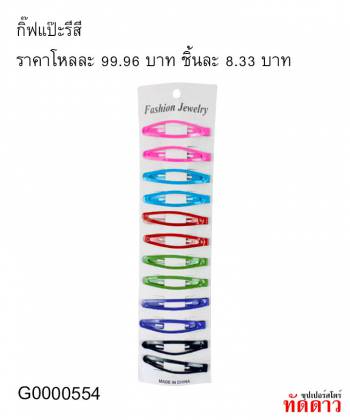 กิ๊ฟแป๊ะรีสี
ราคาโหลละ 99.96 บาท ชิ้นละ 8.33 บาท
Fashion Jewelry
MADE IN CHINA
G0000554
ซุปเปอร์สโตร์
ทัดดาว